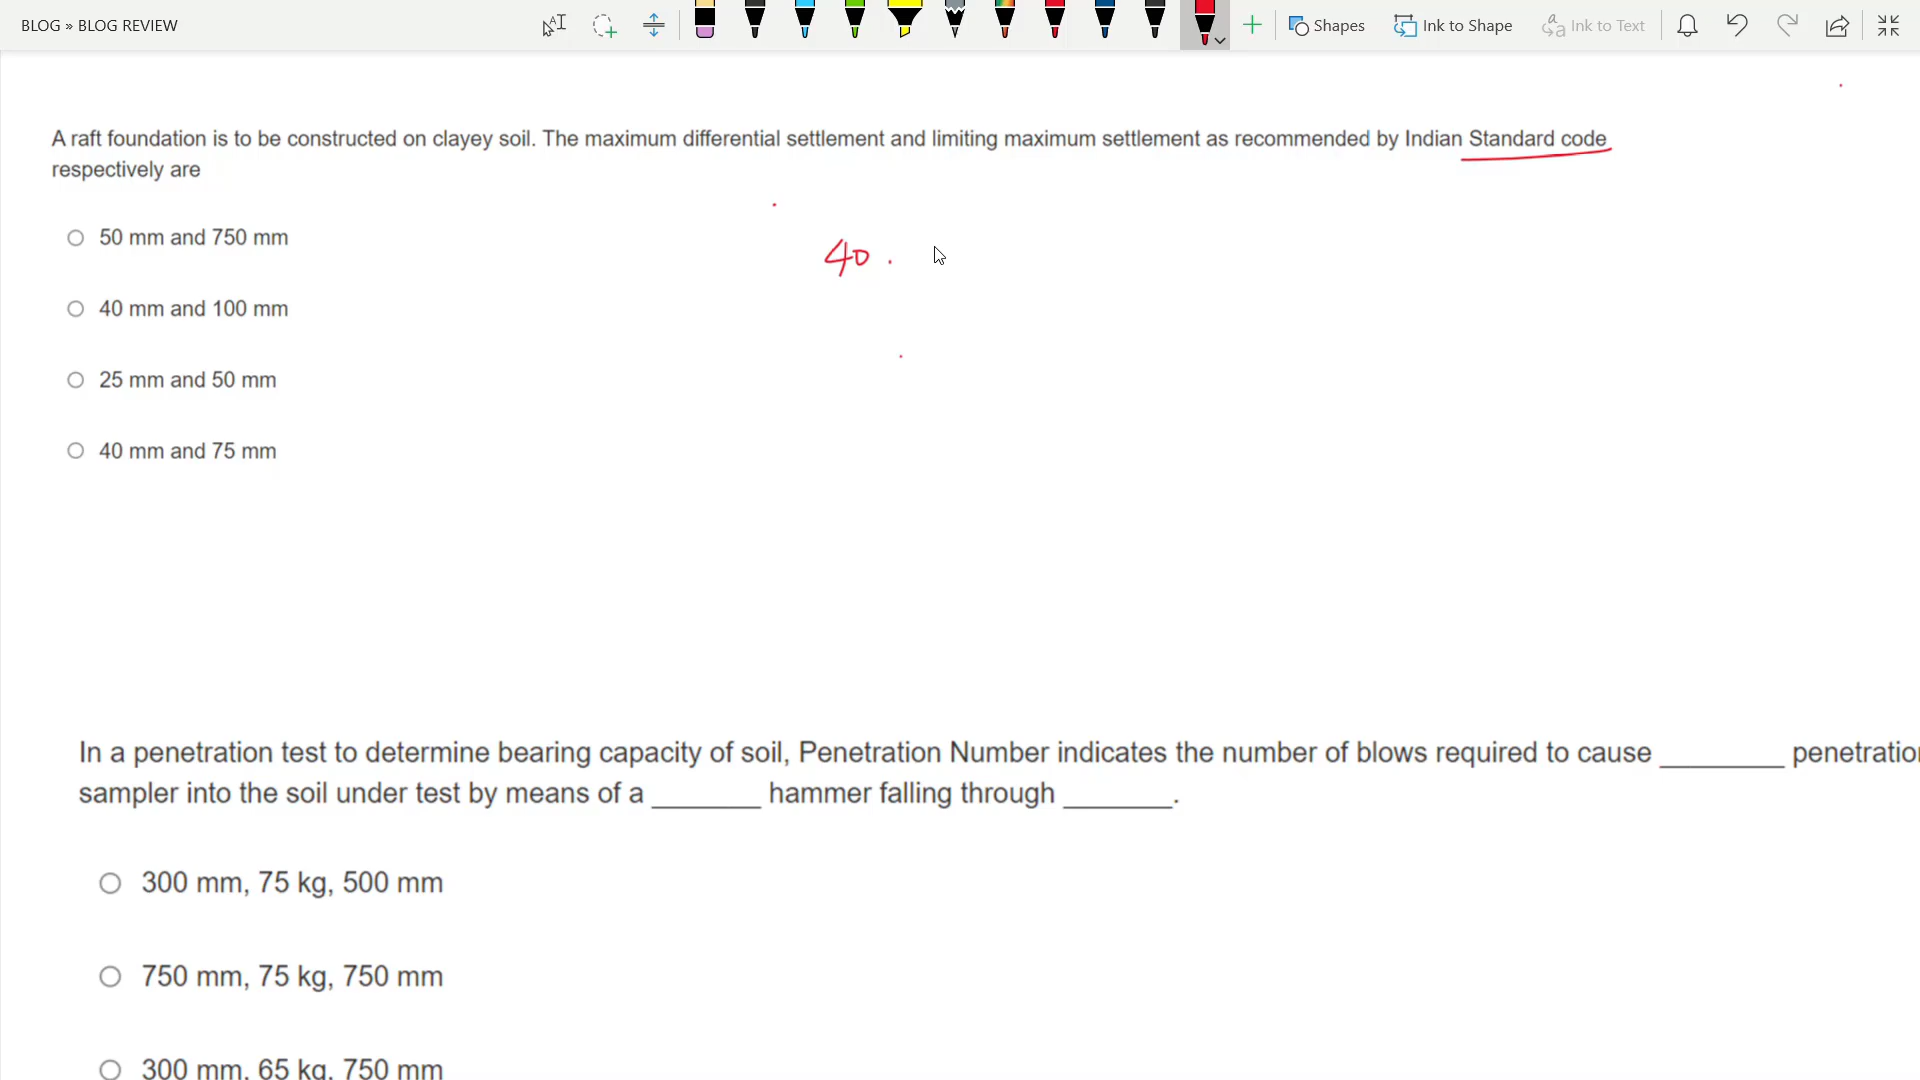 BLOG » BLOG REVIEW
Shapes
Ink to Shape
Ink to Text
A raft foundation is to be constructed on clayey soil. The maximum differential settlement and limiting maximum settlement as recommended by Indian Standard code
respectively are
50 mm and 750 mm
40 .
40 mm and 100 mm
25 mm and 50 mm
40 mm and 75 mm
In a penetration test to determine bearing capacity of soil, Penetration Number indicates the number of blows required to cause ________ penetration
sampler into the soil under test by means of a _______ hammer falling through _______.
300 mm, 75 kg, 500 mm
750 mm, 75 kg, 750 mm
300 mm, 65 kg, 750 mm